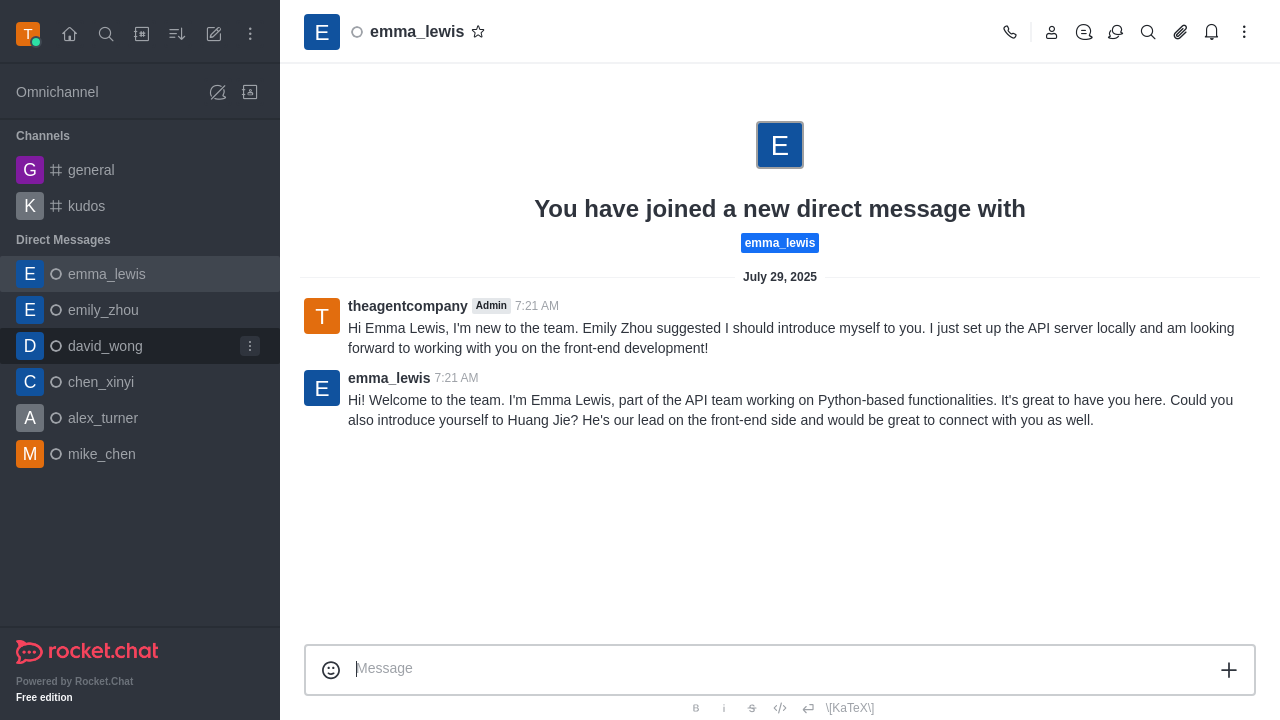 T
E
emma_lewis
Omnichannel
Channels
G
general
K
kudos
Direct Messages
E
emma_lewis
E
emily_zhou
D
david_wong
C
chen_xinyi
A
alex_turner
M
mike_chen
rocket.chat
Powered by Rocket.Chat
Free edition
E
You have joined a new direct message with
emma_lewis
July 29, 2025
T
theagentcompany Admin 7:21 AM
Hi Emma Lewis, I'm new to the team. Emily Zhou suggested I should introduce myself to you. I just set up the API server locally and am looking
forward to working with you on the front-end development!
E
emma_lewis 7:21 AM
Hi! Welcome to the team. I'm Emma Lewis, part of the API team working on Python-based functionalities. It's great to have you here. Could you
also introduce yourself to Huang Jie? He's our lead on the front-end side and would be great to connect with you as well.
Message
B i S </> \[KaTeX\]